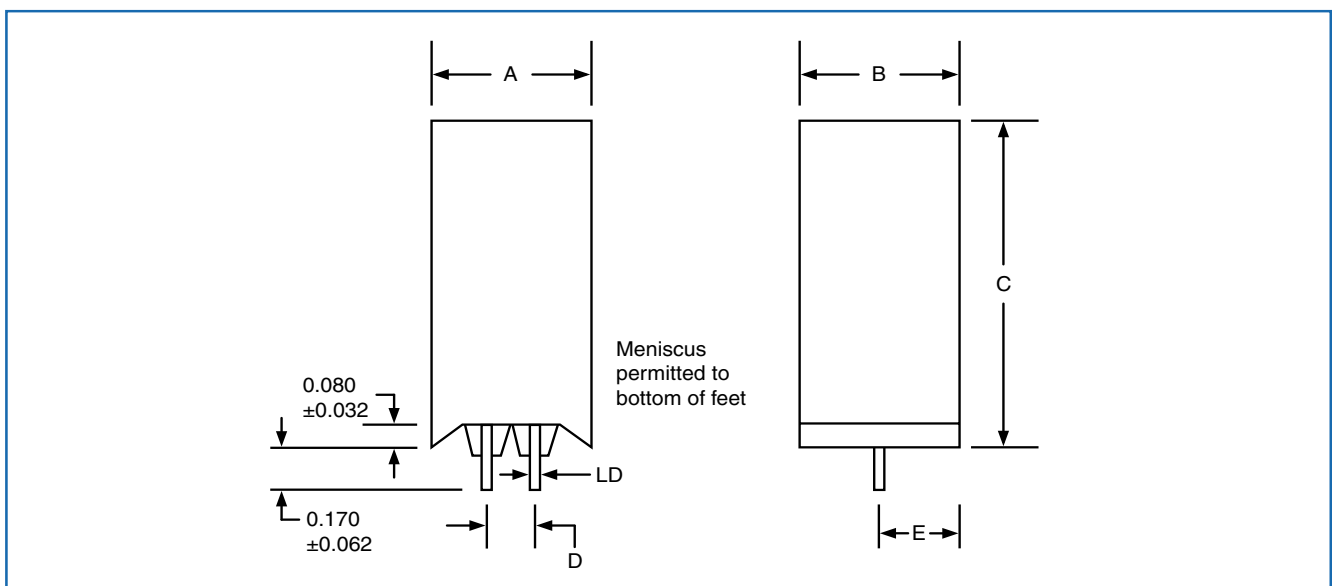 A
B
C
Meniscus
permitted to
bottom of feet
0.080
±0.032
LD
0.170
±0.062
D
E